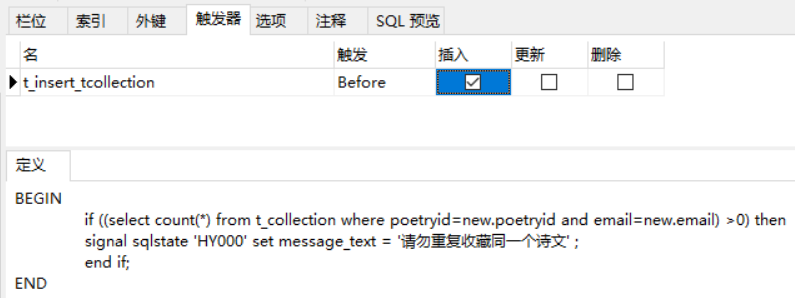 栏位 索引 外键 触发器 选项 注释 SQL 预览
名 触发 插入 更新 删除
t_insert_tcollection Before
定义
BEGIN
if ((select count(*) from t_collection where poetryid=new.poetryid and email=new.email) >0) then
signal sqlstate 'HY000' set message_text = '请勿重复收藏同一个诗文' ;
end if;
END